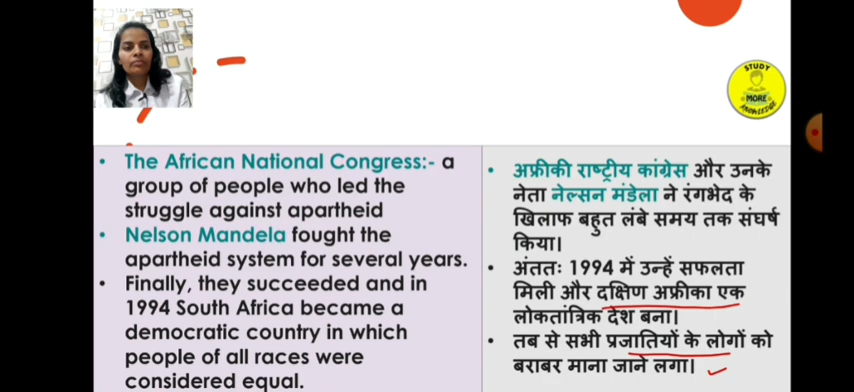 STUDY
MORE
KNOWLEDGE
• The African National Congress:- a
group of people who led the
struggle against apartheid
• Nelson Mandela fought the
apartheid system for several years.
• Finally, they succeeded and in
1994 South Africa became a
democratic country in which
people of all races were
considered equal.
• अफ्रीकी राष्ट्रीय कांग्रेस और उनके
नेता नेल्सन मंडेला ने रंगभेद के
खिलाफ बहुत लंबे समय तक संघर्ष
किया।
• अंततः 1994 में उन्हें सफलता
मिली और दक्षिण अफ्रीका एक
लोकतांत्रिक देश बना।
• तब से सभी प्रजातियों के लोगों को
बराबर माना जाने लगा।